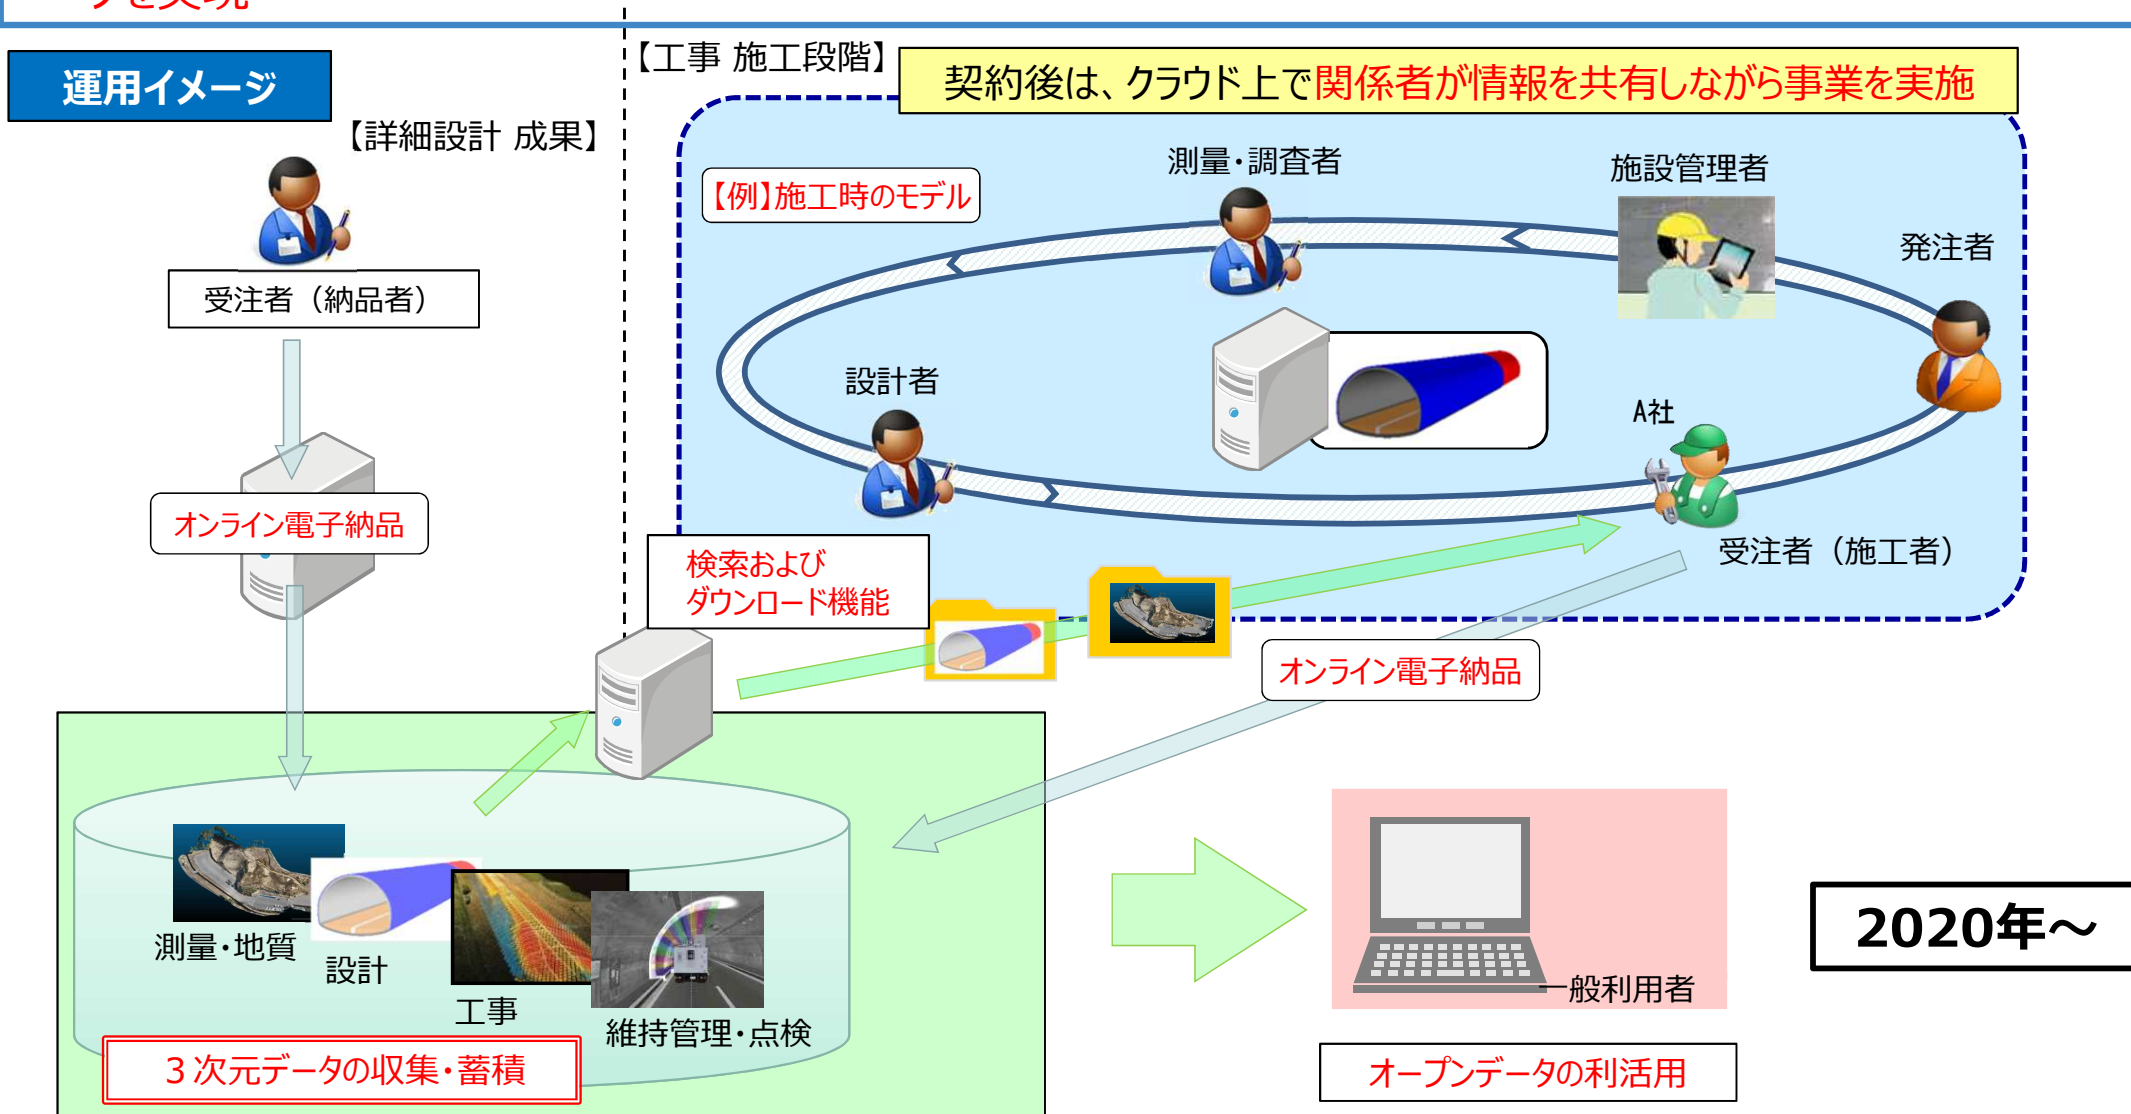 運用イメージ
【詳細設計 成果】
受注者（納品者）
オンライン電子納品
【工事 施工段階】
契約後は、クラウド上で関係者が情報を共有しながら事業を実施
【例】施工時のモデル
測量・調査者
施設管理者
発注者
設計者
A社
受注者（施工者）
検索および
ダウンロード機能
オンライン電子納品
測量・地質
設計
工事
維持管理・点検
３次元データの収集・蓄積
一般利用者
オープンデータの利活用
2020年～